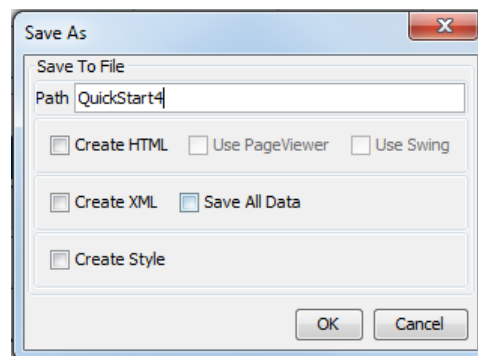 Save As
Save To File
Path QuickStart4
Create HTML Use PageViewer Use Swing
Create XML Save All Data
Create Style
OK Cancel